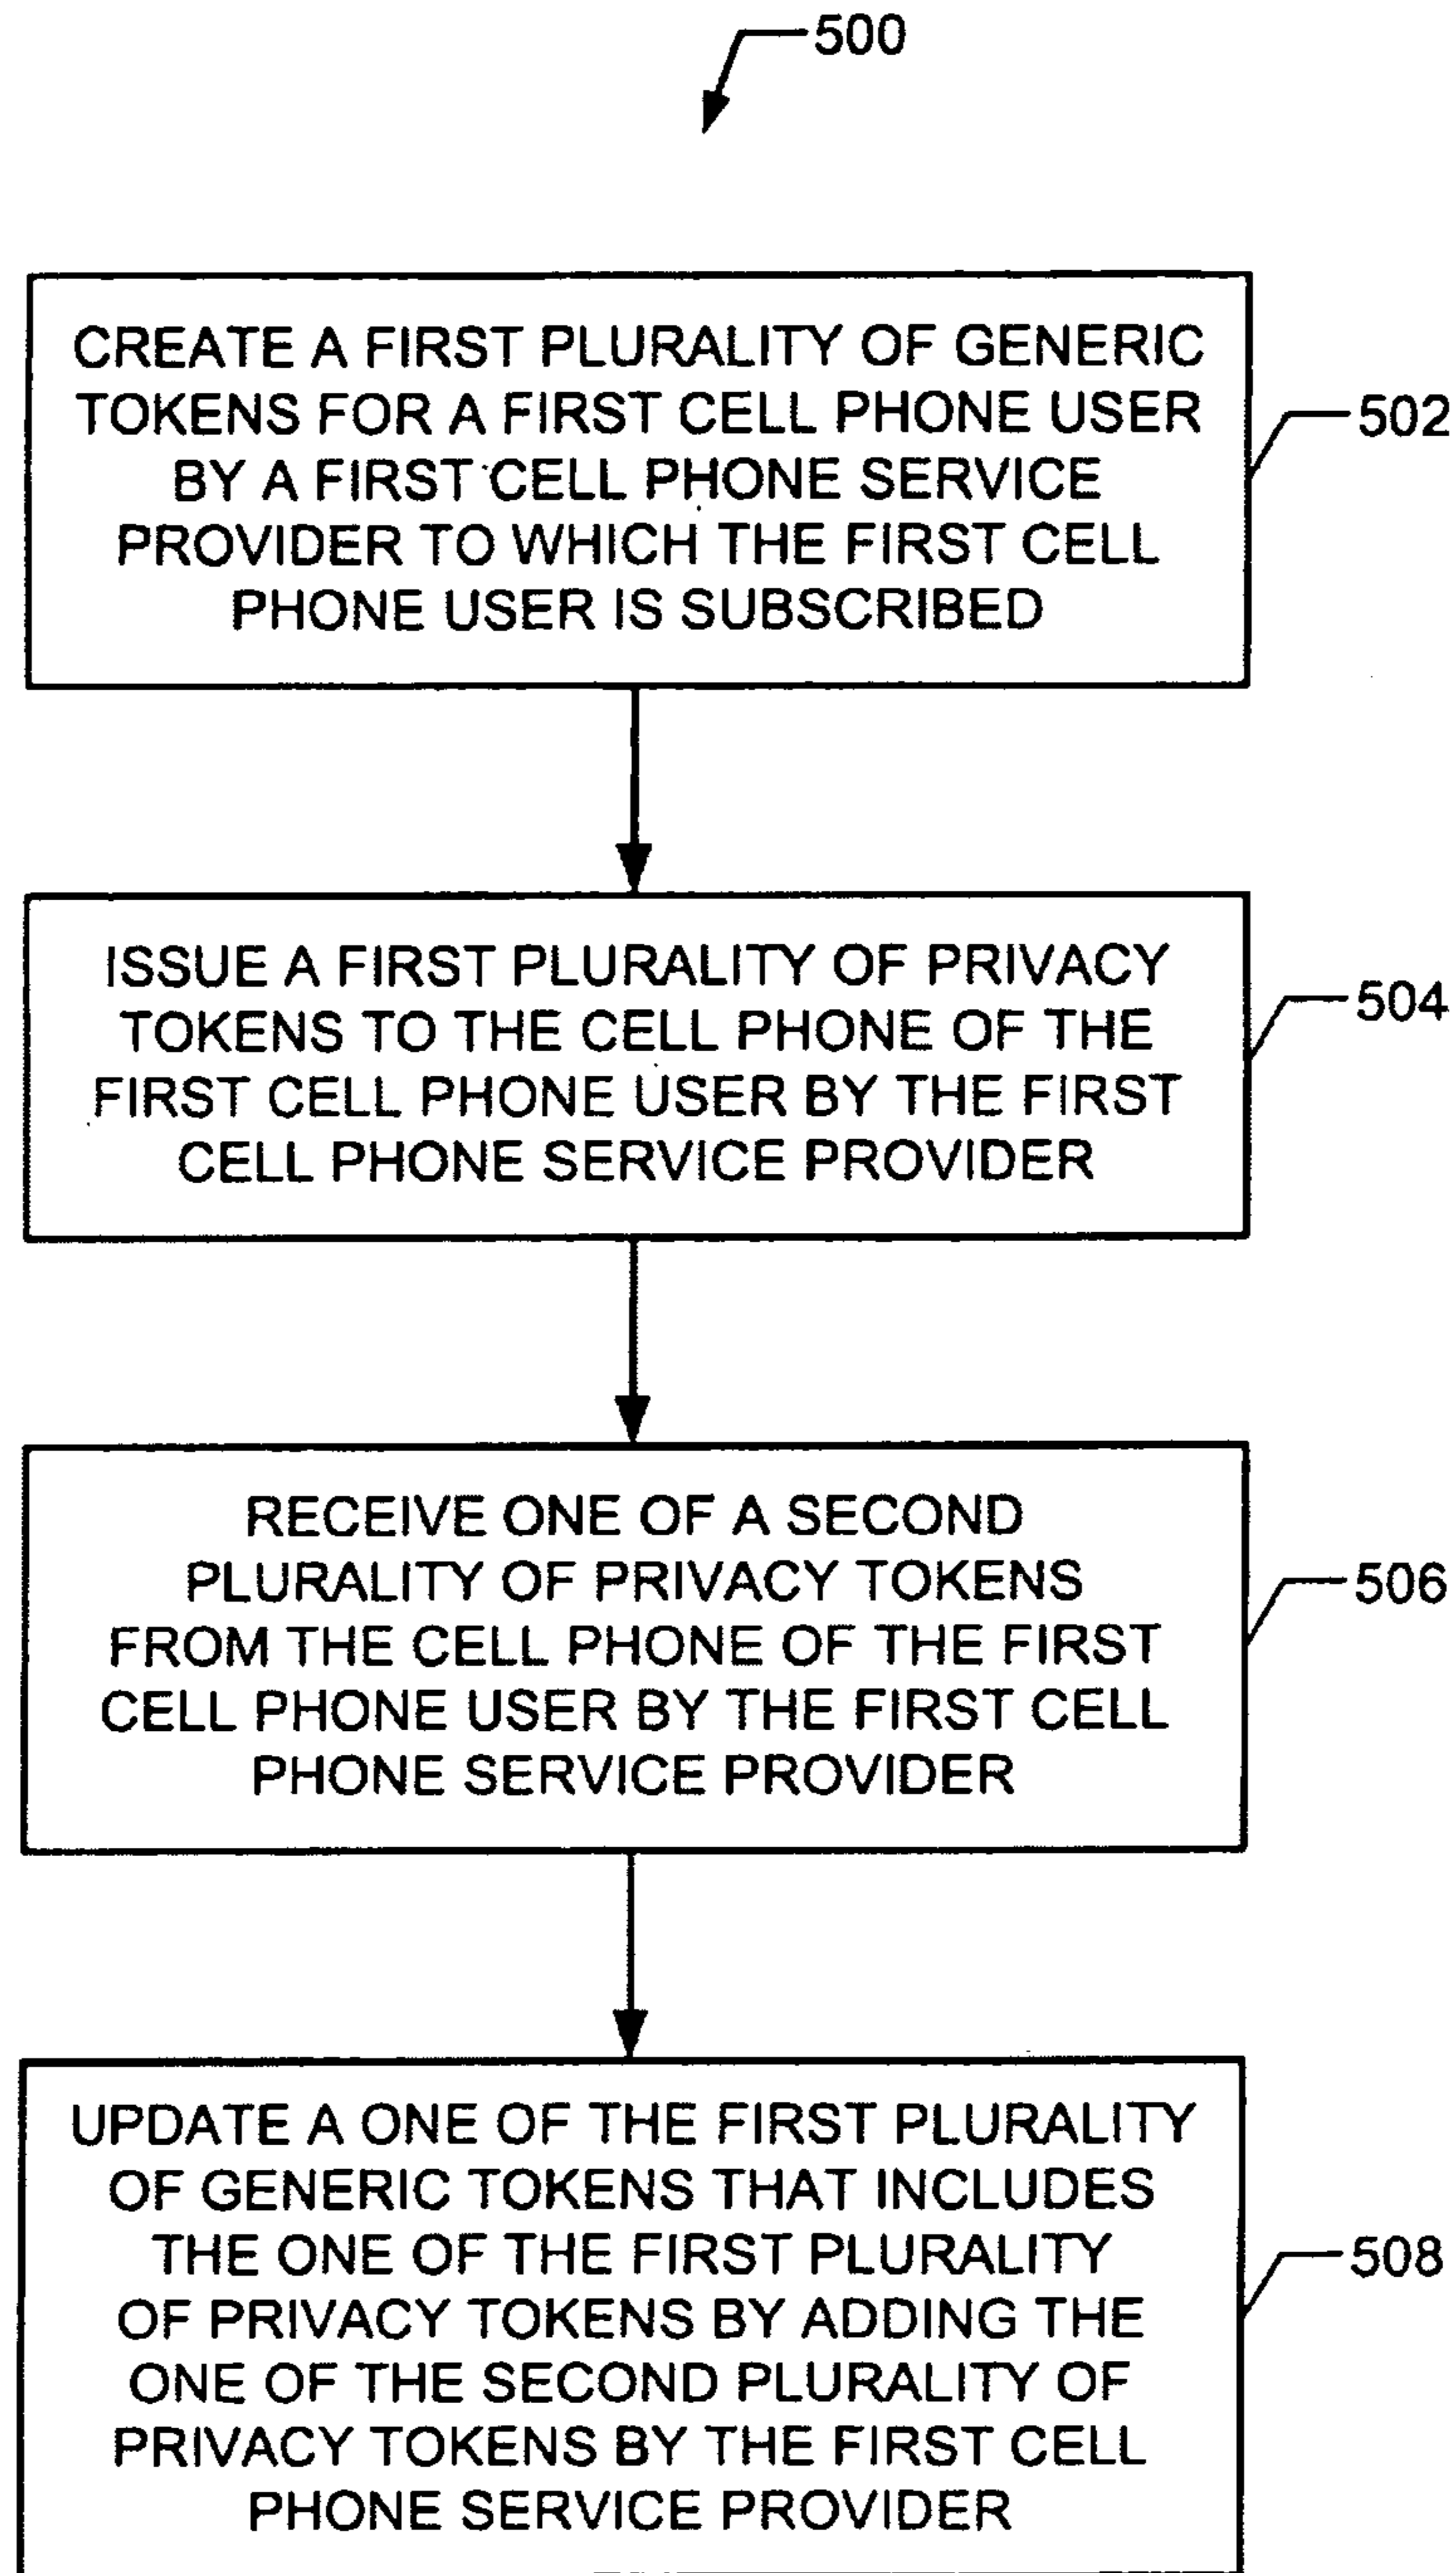 500
CREATE A FIRST PLURALITY OF GENERIC
TOKENS FOR A FIRST CELL PHONE USER
BY A FIRST CELL PHONE SERVICE
PROVIDER TO WHICH THE FIRST CELL
PHONE USER IS SUBSCRIBED
502
ISSUE A FIRST PLURALITY OF PRIVACY
TOKENS TO THE CELL PHONE OF THE
FIRST CELL PHONE USER BY THE FIRST
CELL PHONE SERVICE PROVIDER
504
RECEIVE ONE OF A SECOND
PLURALITY OF PRIVACY TOKENS
FROM THE CELL PHONE OF THE FIRST
CELL PHONE USER BY THE FIRST CELL
PHONE SERVICE PROVIDER
506
UPDATE A ONE OF THE FIRST PLURALITY
OF GENERIC TOKENS THAT INCLUDES
THE ONE OF THE FIRST PLURALITY
OF PRIVACY TOKENS BY ADDING THE
ONE OF THE SECOND PLURALITY OF
PRIVACY TOKENS BY THE FIRST CELL
PHONE SERVICE PROVIDER
508